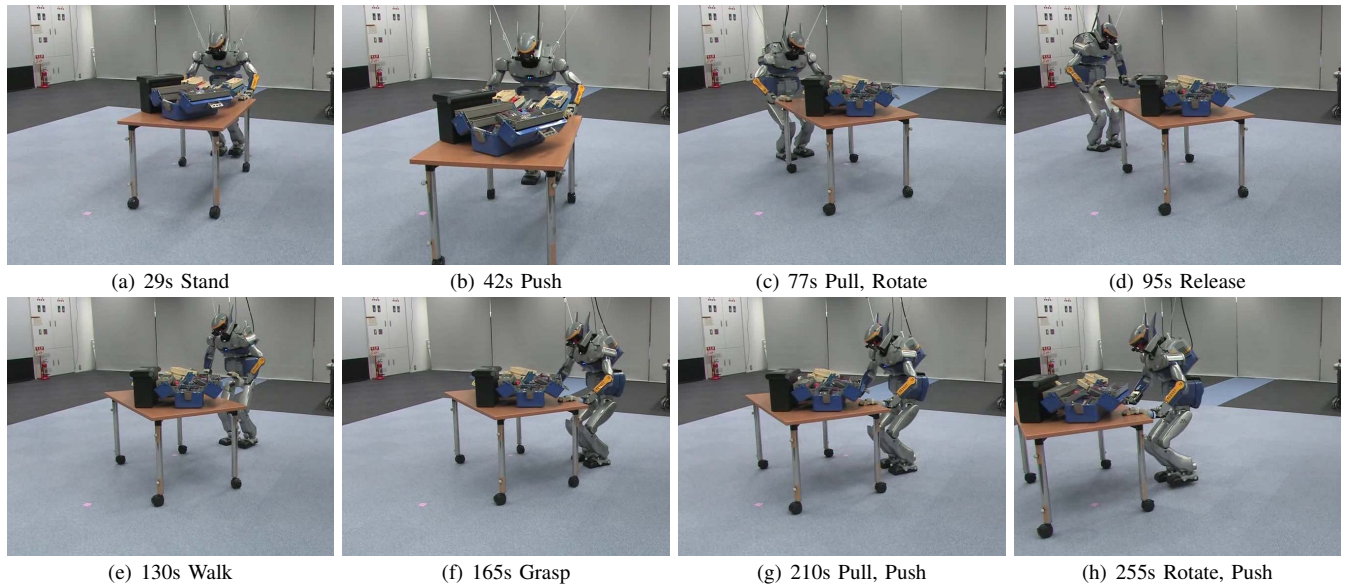 (a) 29s Stand
(b) 42s Push
(c) 77s Pull, Rotate
(d) 95s Release
(e) 130s Walk
(f) 165s Grasp
(g) 210s Pull, Push
(h) 255s Rotate, Push